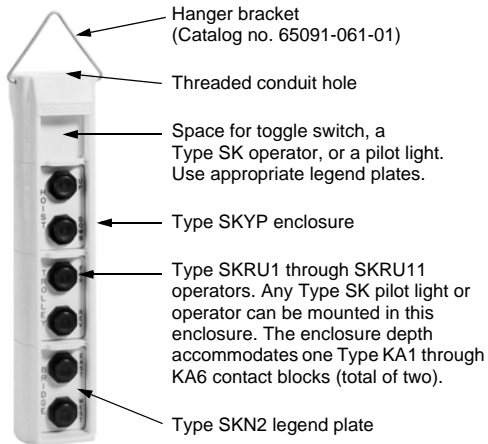 Hanger bracket
(Catalog no. 65091-061-01)
Threaded conduit hole
Space for toggle switch, a
Type SK operator, or a pilot light.
Use appropriate legend plates.
HOIST
Type SKYP enclosure
TROLLEY
Type SKRU1 through SKRU11
operators. Any Type SK pilot light or
operator can be mounted in this
enclosure. The enclosure depth
accommodates one Type KA1 through
KA6 contact blocks (total of two).
BRIDGE
Type SKN2 legend plate